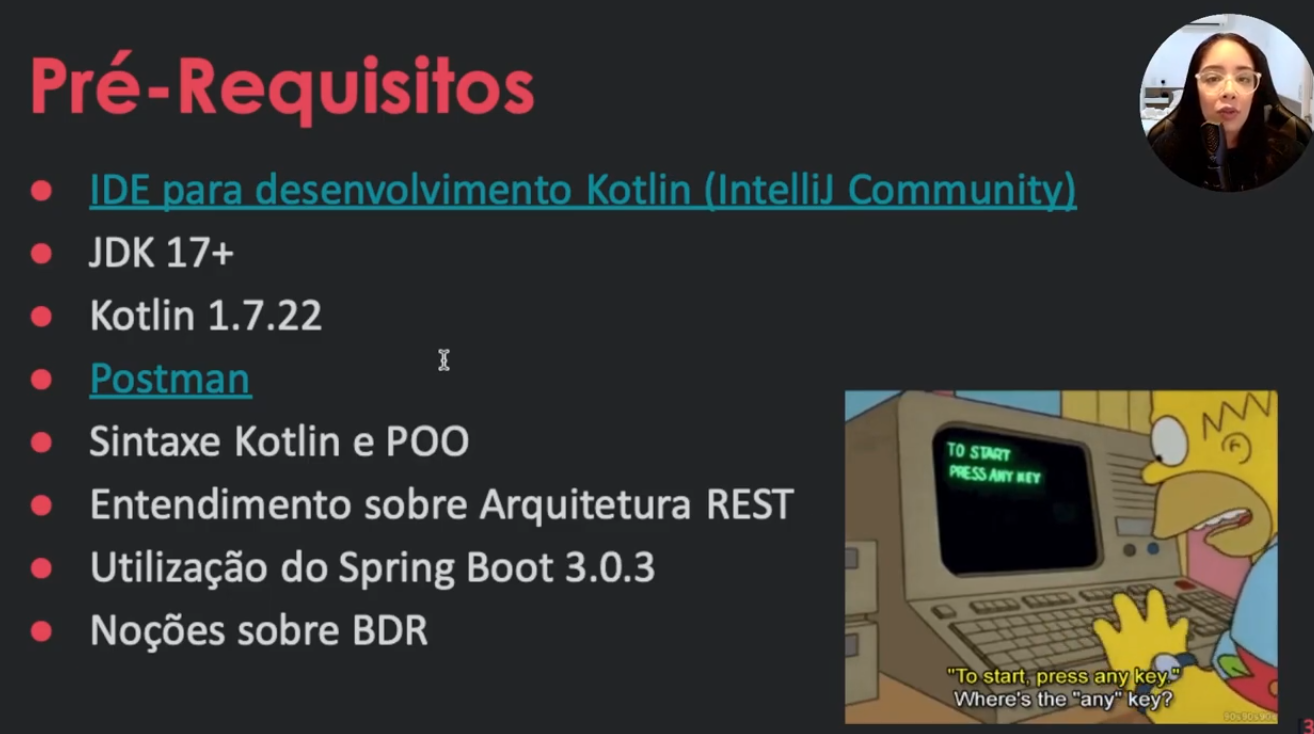 Pré-Requisitos
IDE para desenvolvimento Kotlin (IntelliJ Community)
JDK 17+
Kotlin 1.7.22
Postman
Sintaxe Kotlin e POO
Entendimento sobre Arquitetura REST
Utilização do Spring Boot 3.0.3
Noções sobre BDR
TO START
PRESS ANY KEY
"To start, press any key."
Where's the "any" key?
3